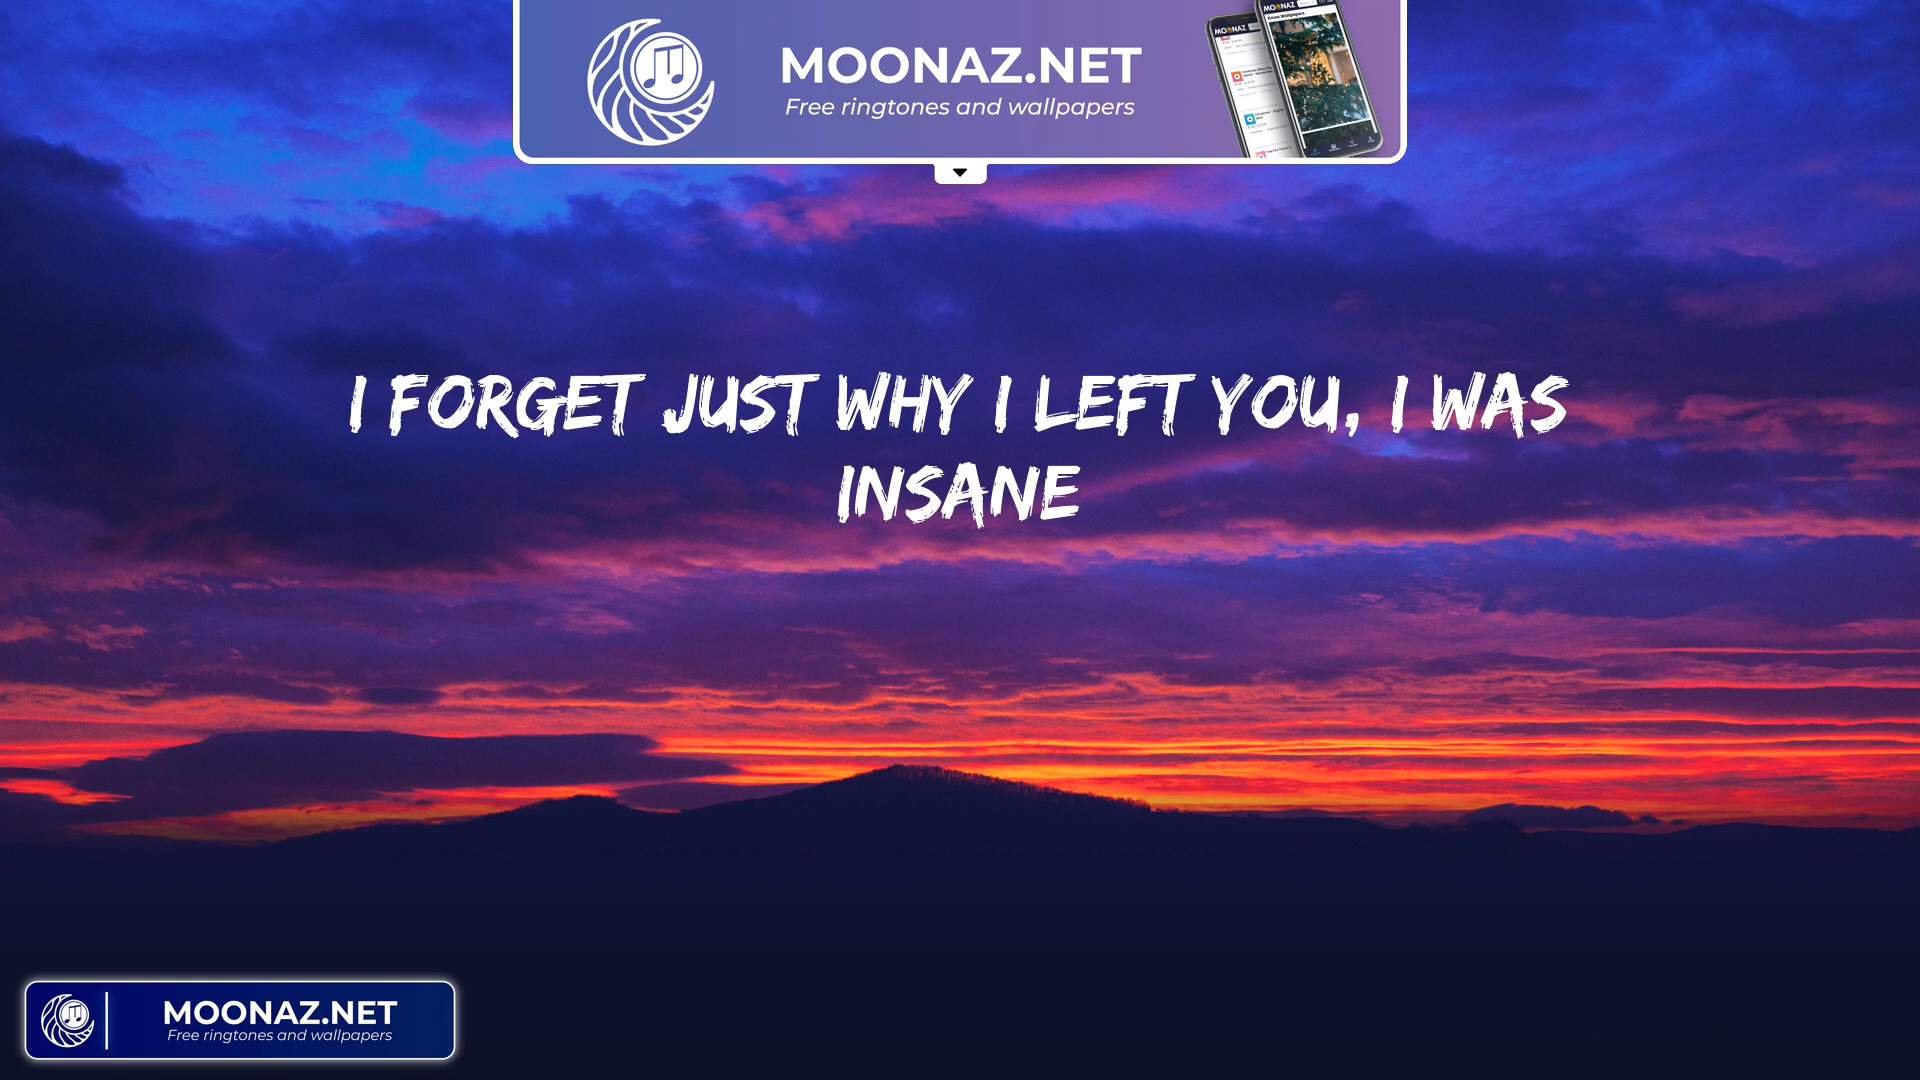 MOONAZ.NET
Free ringtones and wallpapers
I FORGET JUST WHY I LEFT YOU, I WAS
INSANE
MOONAZ.NET
Free ringtones and wallpapers